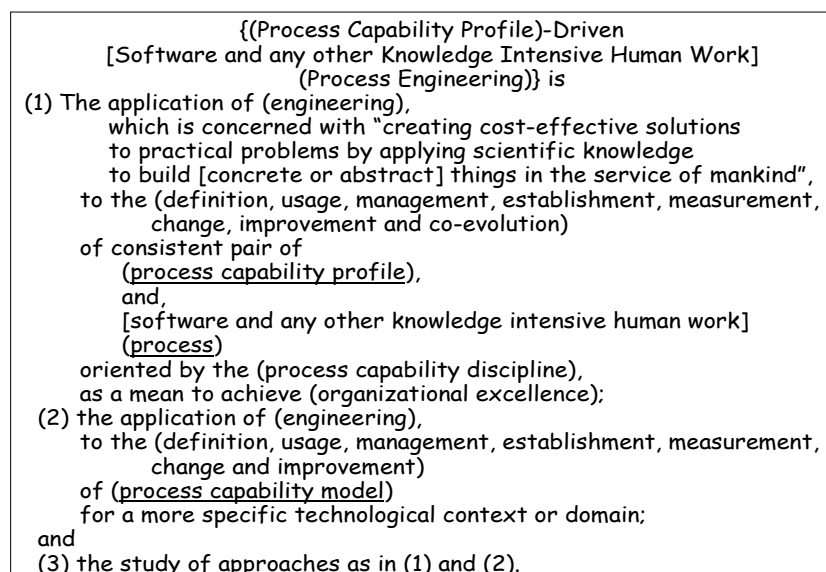 {(Process Capability Profile)-Driven
[Software and any other Knowledge Intensive Human Work]
(Process Engineering)} is
(1) The application of (engineering),
which is concerned with “creating cost-effective solutions
to practical problems by applying scientific knowledge
to build [concrete or abstract] things in the service of mankind”,
to the (definition, usage, management, establishment, measurement,
change, improvement and co-evolution)
of consistent pair of
(process capability profile),
and,
[software and any other knowledge intensive human work]
(process)
oriented by the (process capability discipline),
as a mean to achieve (organizational excellence);
(2) the application of (engineering),
to the (definition, usage, management, establishment, measurement,
change and improvement)
of (process capability model)
for a more specific technological context or domain;
and
(3) the study of approaches as in (1) and (2).